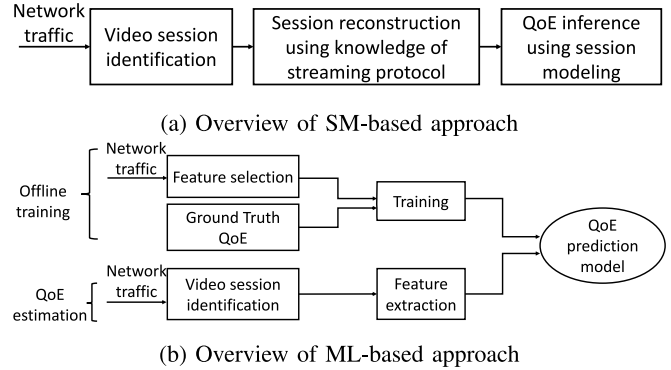 Network
traffic
Video session
identification
Session reconstruction
using knowledge of
streaming protocol
QoE inference
using session
modeling
(a) Overview of SM-based approach
Offline
training
Network
traffic
Feature selection
Ground Truth
QoE
Training
QoE
prediction
model
QoE
estimation
Network
traffic
Video session
identification
Feature
extraction
(b) Overview of ML-based approach